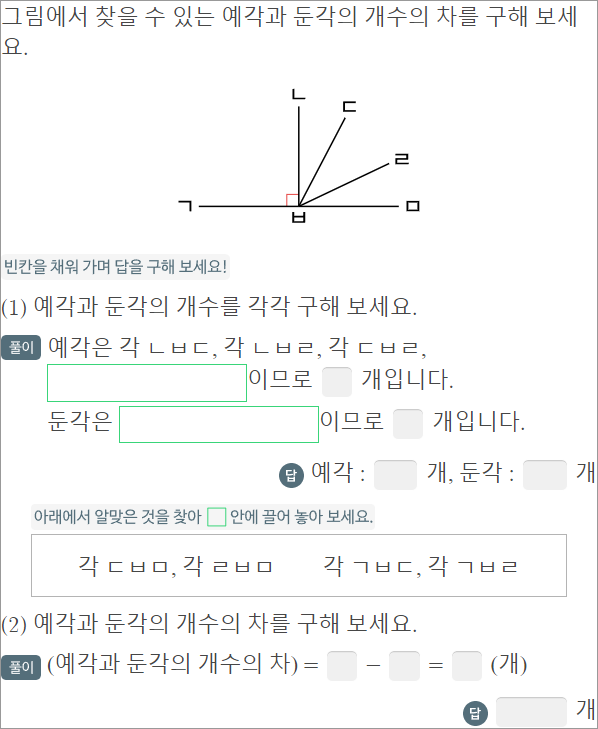 그림에서 찾을 수 있는 예각과 둔각의 개수의 차를 구해 보세
요.
ㄴ
ㄷ
ㄹ
ㄱ
ㅁ
ㅂ
빈칸을 채워 가며 답을 구해 보세요!
(1) 예각과 둔각의 개수를 각각 구해 보세요.
풀이 예각은 각 ㄴㅂㄷ, 각 ㄴㅂㄹ, 각 ㄷㅂㄹ,
이므로 개입니다.
둔각은 이므로 개입니다.
답 예각 : 개, 둔각 : 개
아래에서 알맞은 것을 찾아 안에 끌어 놓아 보세요.
각 ㄷㅂㅁ, 각 ㄹㅂㅁ 각 ㄱㅂㄷ, 각 ㄱㅂㄹ
(2) 예각과 둔각의 개수의 차를 구해 보세요.
풀이 (예각과 둔각의 개수의 차) = − = (개)
답 개